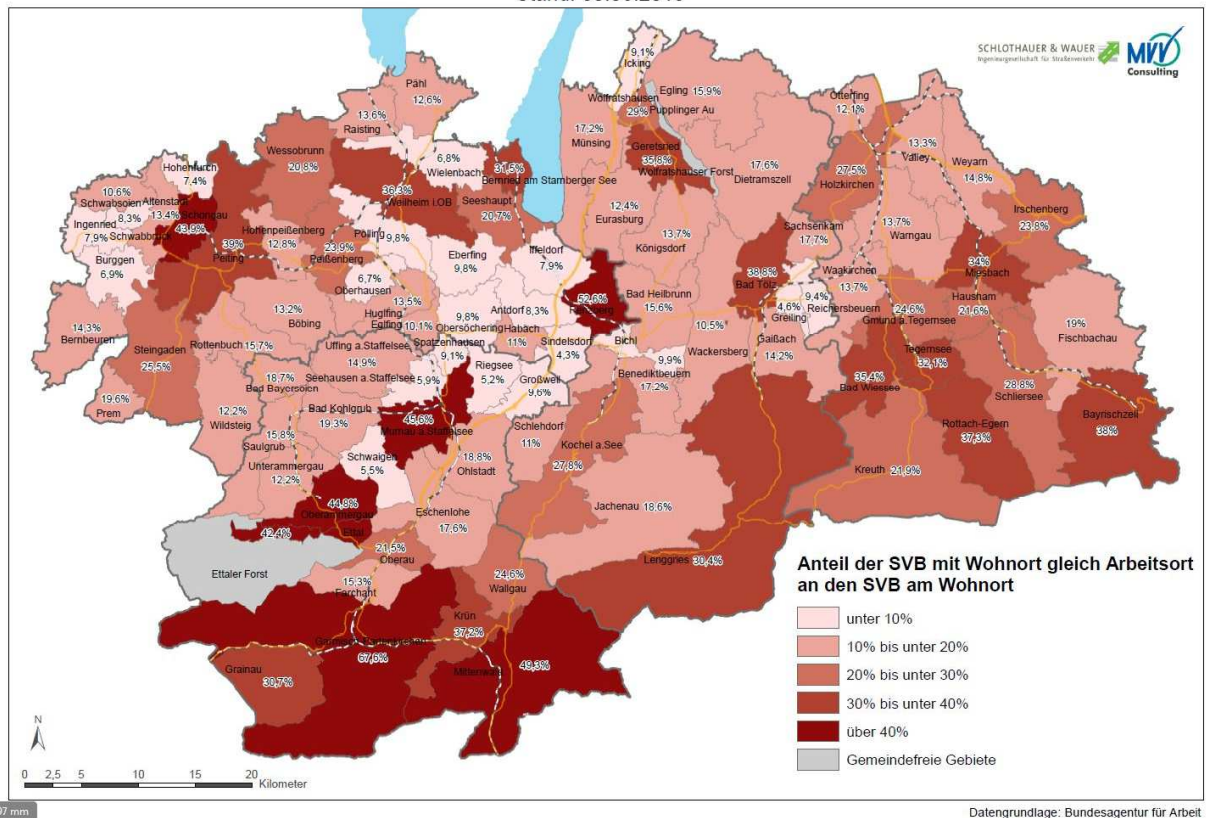 SCHLOTHAUER & WAUER
Ingenieurgesellschaft für Straßenverkehr
MVV
Consulting
9,1%
Icking
Pähl
12,6%
13,6%
Raisting
Wolfratshausen
29%
Pupplinger Au
Egling
15,9%
Otterfing
12,1%
17,2%
Münsing
Geretsried
35,8%
Wolfratshauser Forst
17,6%
Dietramszell
13,3%
Valley
Weyarn
14,8%
Wessobrunn
20,8%
6,8%
Wielenbach
31,5%
Bernried am Starnberger See
Hohenfurch
7,4%
36,3%
Weilheim i.OB
Seeshaupt
20,7%
27,5%
Holzkirchen
Irschenberg
23,8%
10,6%
Schwabsoien
8,3%
Altenstadt
13,4%
Schongau
43,9%
Ingenried
7,9%
Schwabbruck
39%
Peiting
Hohenpeißenberg
12,8%
23,9%
Peißenberg
Polling
9,8%
12,4%
Eurasburg
13,7%
Königsdorf
Sachsenkam
17,7%
13,7%
Warngau
Burggen
6,9%
6,7%
Oberhausen
Eberfing
9,8%
Iffeldorf
7,9%
38,8%
Bad Tölz
Waakirchen
13,7%
34%
Miesbach
13,2%
Böbing
13,5%
Huglfing
Eglfing
10,1%
9,8%
Obersöchering
Antdorf
8,3%
Habach
11%
52,6%
Penzberg
Bad Heilbrunn
15,6%
10,5%
9,4%
Reichersbeuern
4,6%
Greiling
24,6%
Gmund a.Tegernsee
Hausham
21,6%
19%
Fischbachau
14,3%
Bernbeuren
Steingaden
25,5%
Rottenbuch
15,7%
Uffing a.Staffelsee
14,9%
Spatzenhausen
9,1%
Sindelsdorf
4,3%
Bichl
9,9%
Benediktbeuern
17,2%
Wackersberg
Gaißach
14,2%
Tegernsee
32,1%
18,7%
Bad Bayersoien
Seehausen a.Staffelsee
5,9%
Riegsee
5,2%
Großweil
9,6%
35,4%
Bad Wiessee
28,8%
Schliersee
19,6%
Prem
12,2%
Wildsteig
Bad Kohlgrub
19,3%
45,6%
Murnau a.Staffelsee
Schlehdorf
11%
Kochel a.See
27,8%
Rottach-Egern
37,3%
Bayrischzell
38%
15,8%
Saulgrub
Unterammergau
12,2%
Schwaigen
5,5%
18,8%
Ohlstadt
Kreuth
21,9%
44,8%
Oberammergau
42,4%
Ettal
Eschenlohe
17,6%
Jachenau
18,6%
Ettaler Forst
21,5%
Oberau
15,3%
Farchant
24,6%
Wallgau
Lenggries
30,4%
Garmisch-Partenkirchen
67,6%
Krün
37,2%
Grainau
30,7%
Mittenwald
49,3%
Anteil der SVB mit Wohnort gleich Arbeitsort
an den SVB am Wohnort
unter 10%
10% bis unter 20%
20% bis unter 30%
30% bis unter 40%
über 40%
Gemeindefreie Gebiete
N
0 2,5 5 10 15 20
Kilometer
97 mm
Datengrundlage: Bundesagentur für Arbeit